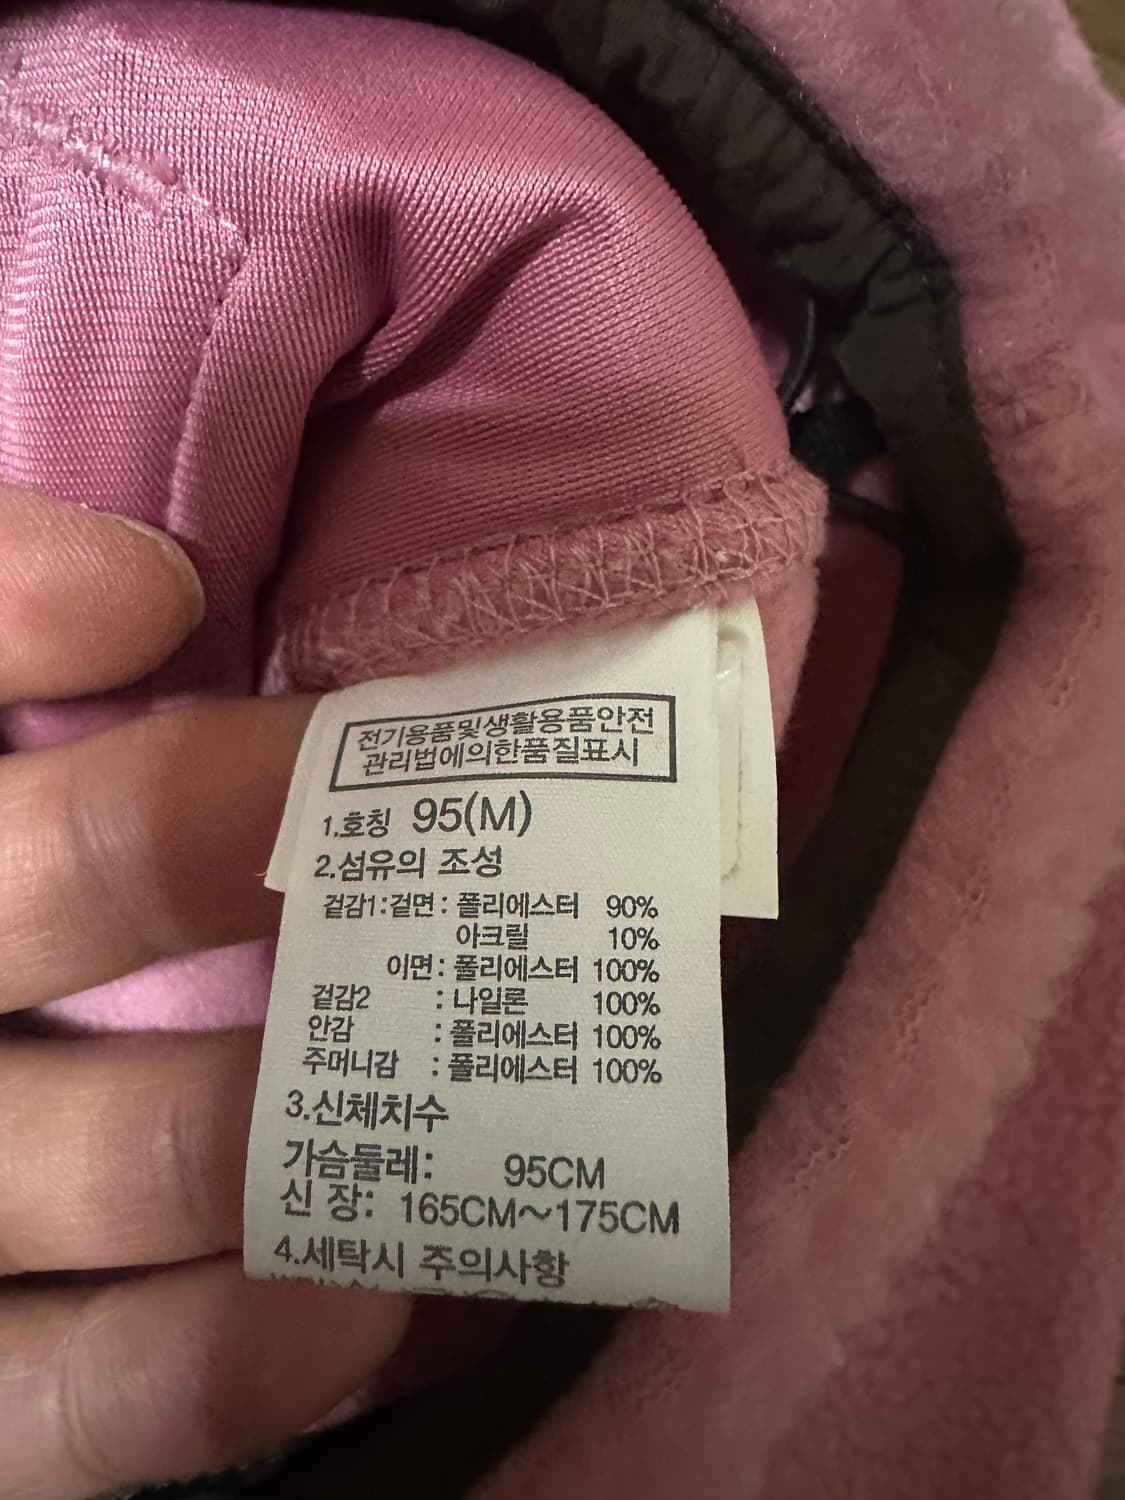 전기용품및생활용품안전
관리법에의한품질표시
1.호칭 95(M)
2.섬유의 조성
겉감1:겉면: 폴리에스터 90%
아크릴 10%
이면: 폴리에스터 100%
겉감2 : 나일론 100%
안감 : 폴리에스터 100%
주머니감 : 폴리에스터 100%
3.신체치수
가슴둘레: 95CM
신 장: 165CM~175CM
4.세탁시 주의사항